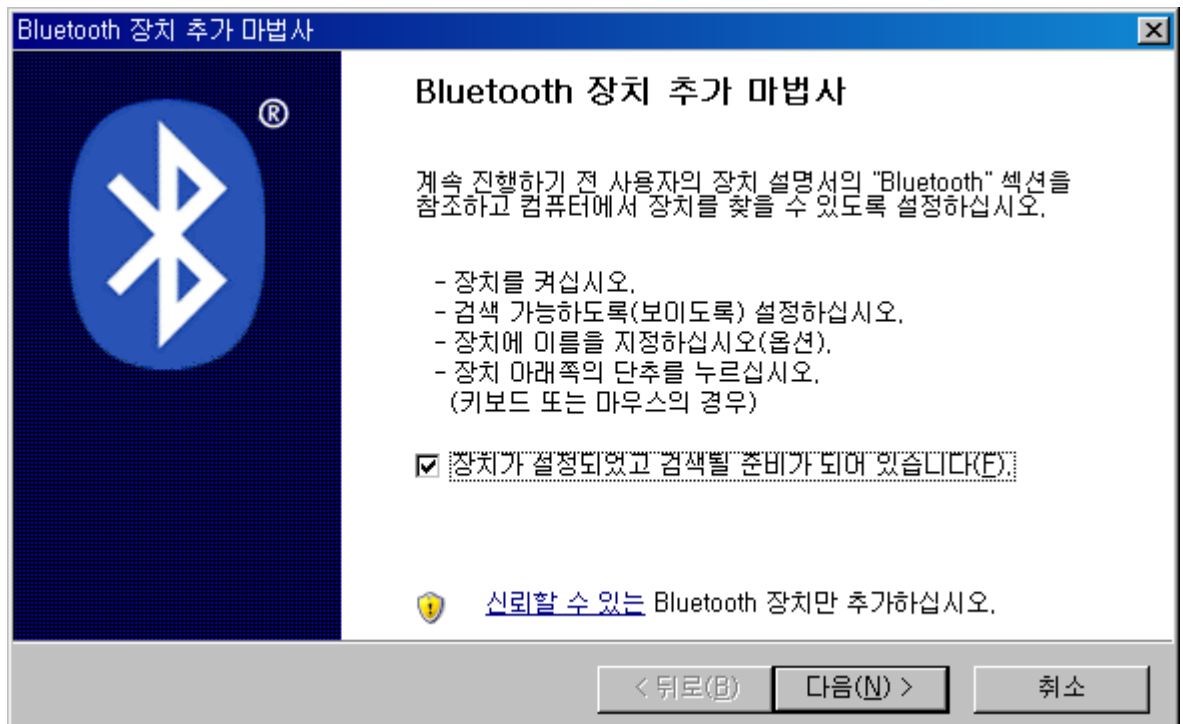 Bluetooth 장치 추가 마법사
®
Bluetooth 장치 추가 마법사
계속 진행하기 전 사용자의 장치 설명서의 "Bluetooth" 섹션을
참조하고 컴퓨터에서 장치를 찾을 수 있도록 설정하십시오.
- 장치를 켜십시오.
- 검색 가능하도록(보이도록) 설정하십시오.
- 장치에 이름을 지정하십시오(옵션).
- 장치 아래쪽의 단추를 누르십시오.
(키보드 또는 마우스의 경우)
장치가 설정되었고 검색될 준비가 되어 있습니다(F).
신뢰할 수 있는 Bluetooth 장치만 추가하십시오.
< 뒤로(B) 다음(N) > 취소